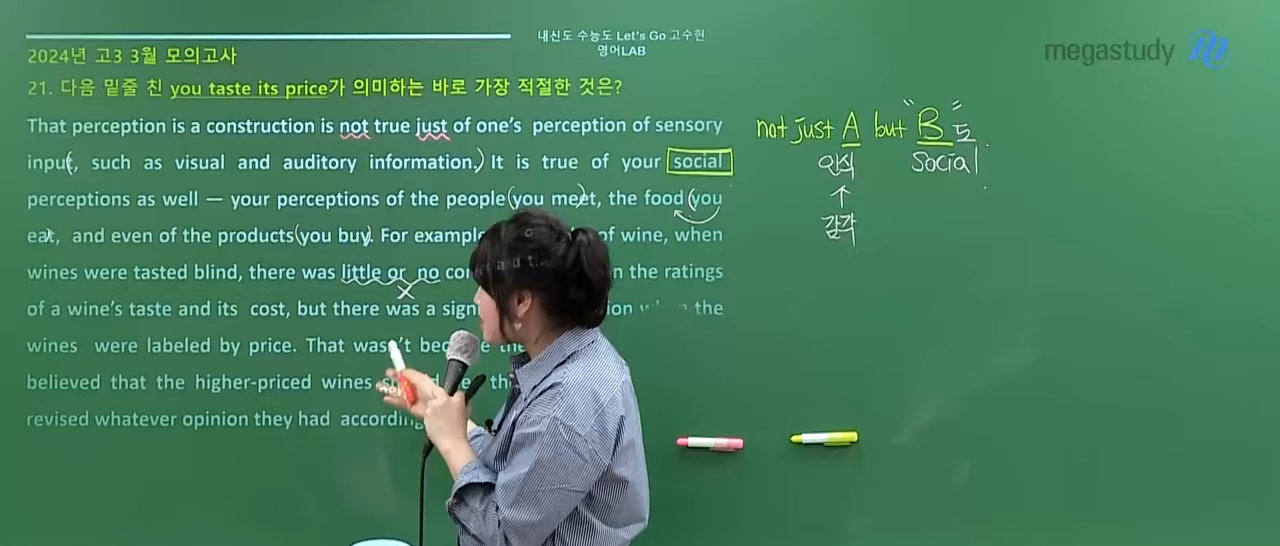 내신도 수능도 Let's Go 고수현
영어LAB
megastudy
2024년 고3 3월 모의고사
21. 다음 밑줄 친 you taste its price가 의미하는 바로 가장 적절한 것은?
That perception is a construction is not true just of one's perception of sensory
input, such as visual and auditory information. It is true of your social
perceptions as well — your perceptions of the people you meet, the food you
eat, and even of the products you buy. For example of wine, when
wines were tasted blind, there was little or no in the ratings
of a wine's taste and its cost, but there was a the
wines were labeled by price. That wasn't
believed that the higher-priced wines
revised whatever opinion they had
not just A but "B" 도
인식 social
↑
감각